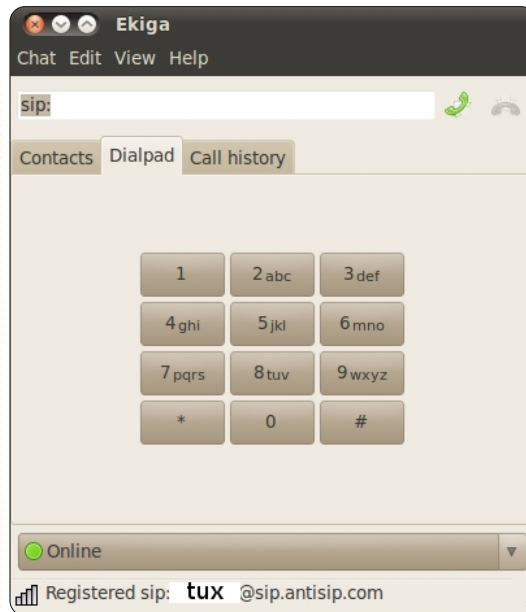 Ekiga
Chat Edit View Help
sip:
Contacts Dialpad Call history
1 2abc 3def
4ghi 5jkl 6mno
7pqrs 8tuv 9wxyz
* 0 #
Online
Registered sip: tux @sip.antisip.com